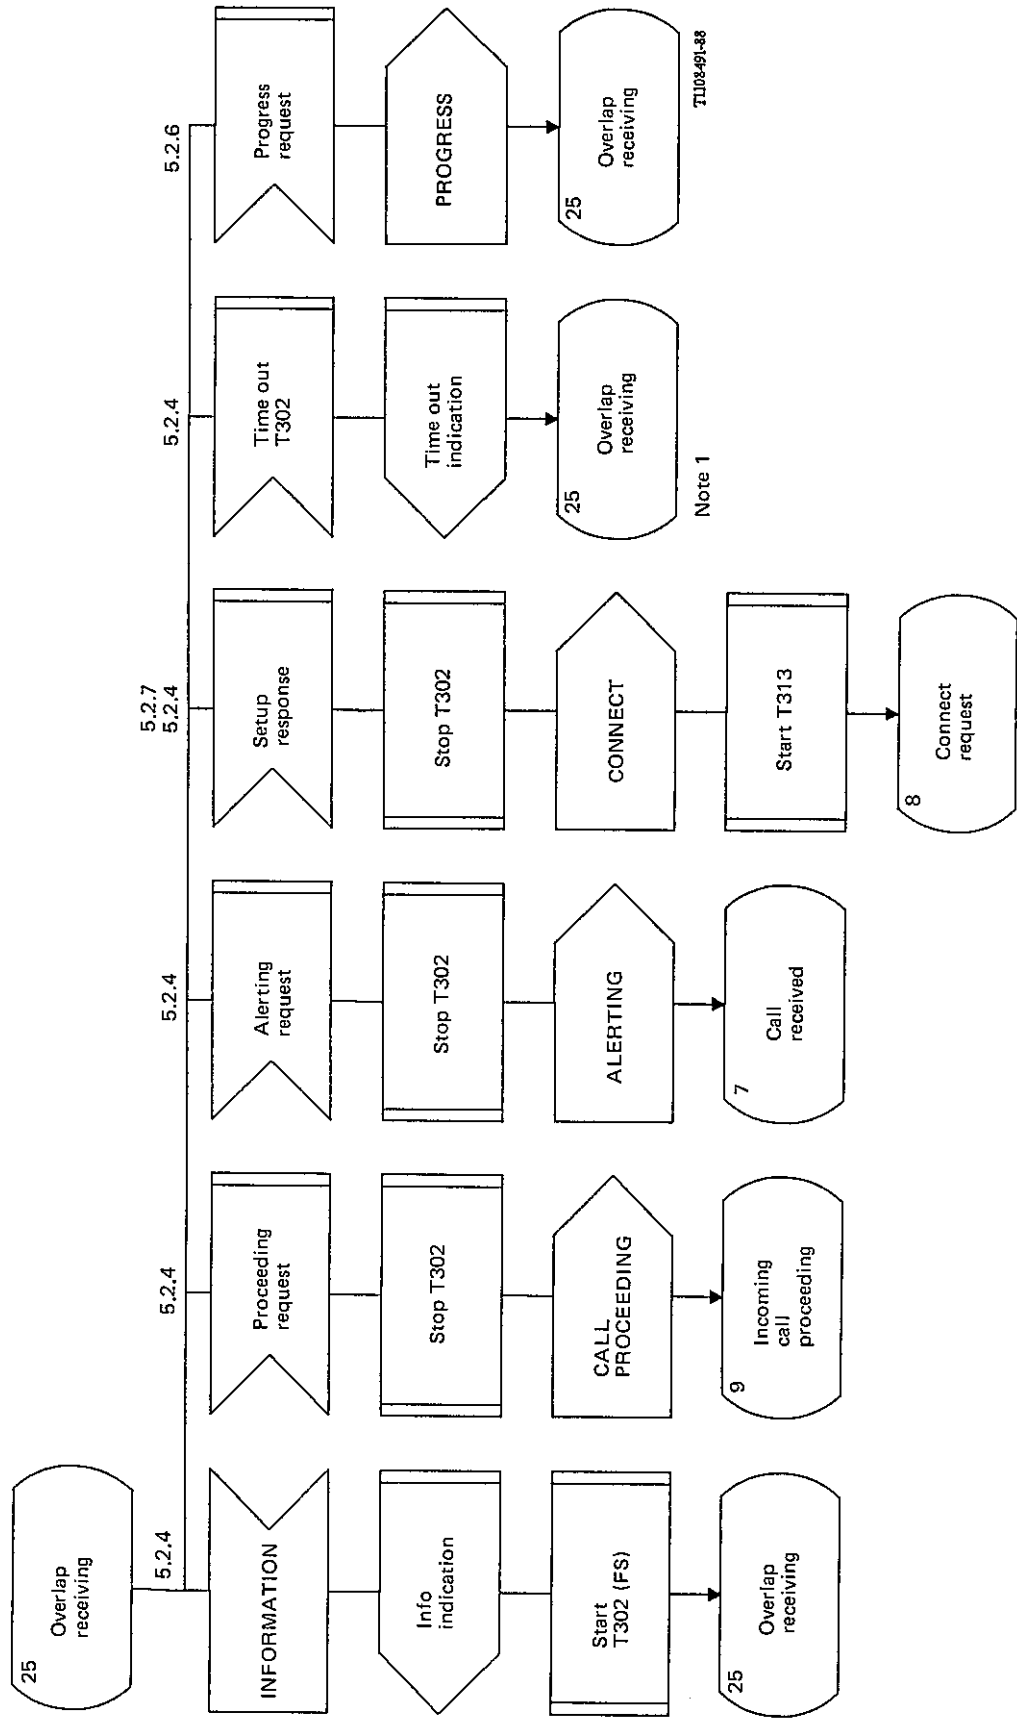 25
Overlap
receiving
5.2.4
INFORMATION
Info
indication
Start
T302 (FS)
25
Overlap
receiving
5.2.4
Proceeding
request
Stop T302
CALL
PROCEEDING
9
Incoming
call
proceeding
5.2.4
Alerting
request
Stop T302
ALERTING
7
Call
received
5.2.7
5.2.4
Setup
response
Stop T302
CONNECT
Start T313
8
Connect
request
5.2.4
Time out
T302
Time out
indication
25
Overlap
receiving
Note 1
5.2.6
Progress
request
PROGRESS
25
Overlap
receiving
T1108491-88